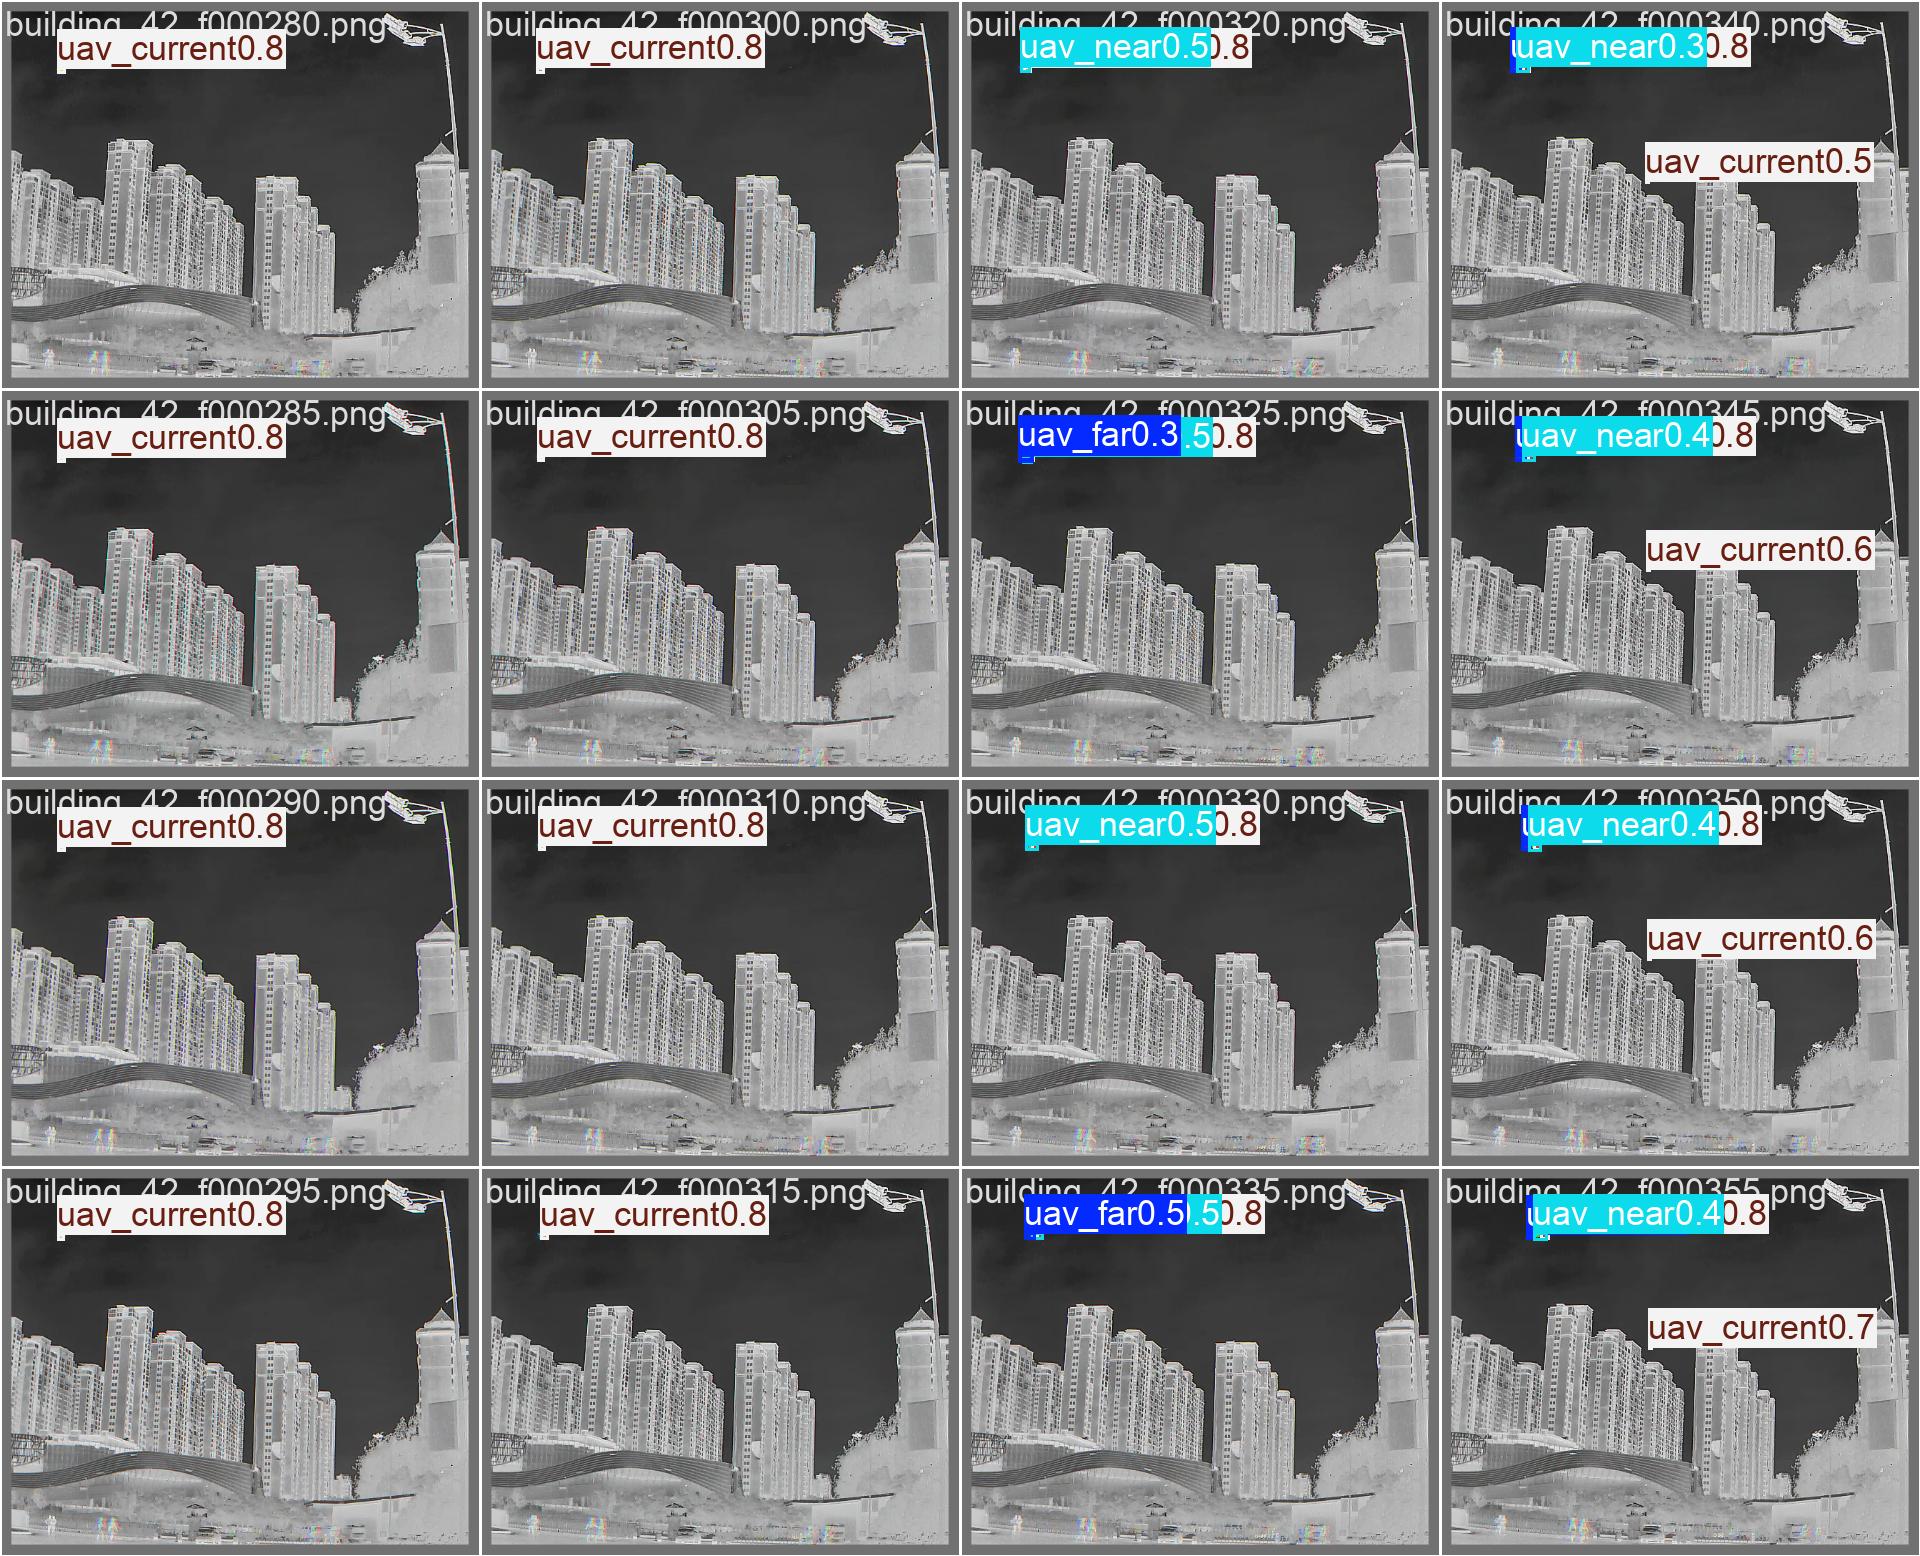 building_42_f000280.png
uav_current0.8
building_42_f000300.png
uav_current0.8
building_42_f000320.png
uav_near0.5 0.8
building_42_f000340.png
uav_near0.3 0.8
uav_current0.5
building_42_f000285.png
uav_current0.8
building_42_f000305.png
uav_current0.8
building_42_f000325.png
uav_far0.3 .5 0.8
building_42_f000345.png
uav_near0.4 0.8
uav_current0.6
building_42_f000290.png
uav_current0.8
building_42_f000310.png
uav_current0.8
building_42_f000330.png
uav_near0.5 0.8
building_42_f000350.png
uav_near0.4 0.8
uav_current0.6
building_42_f000295.png
uav_current0.8
building_42_f000315.png
uav_current0.8
building_42_f000335.png
uav_far0.5 .5 0.8
building_42_f000355.png
uav_near0.4 0.8
uav_current0.7